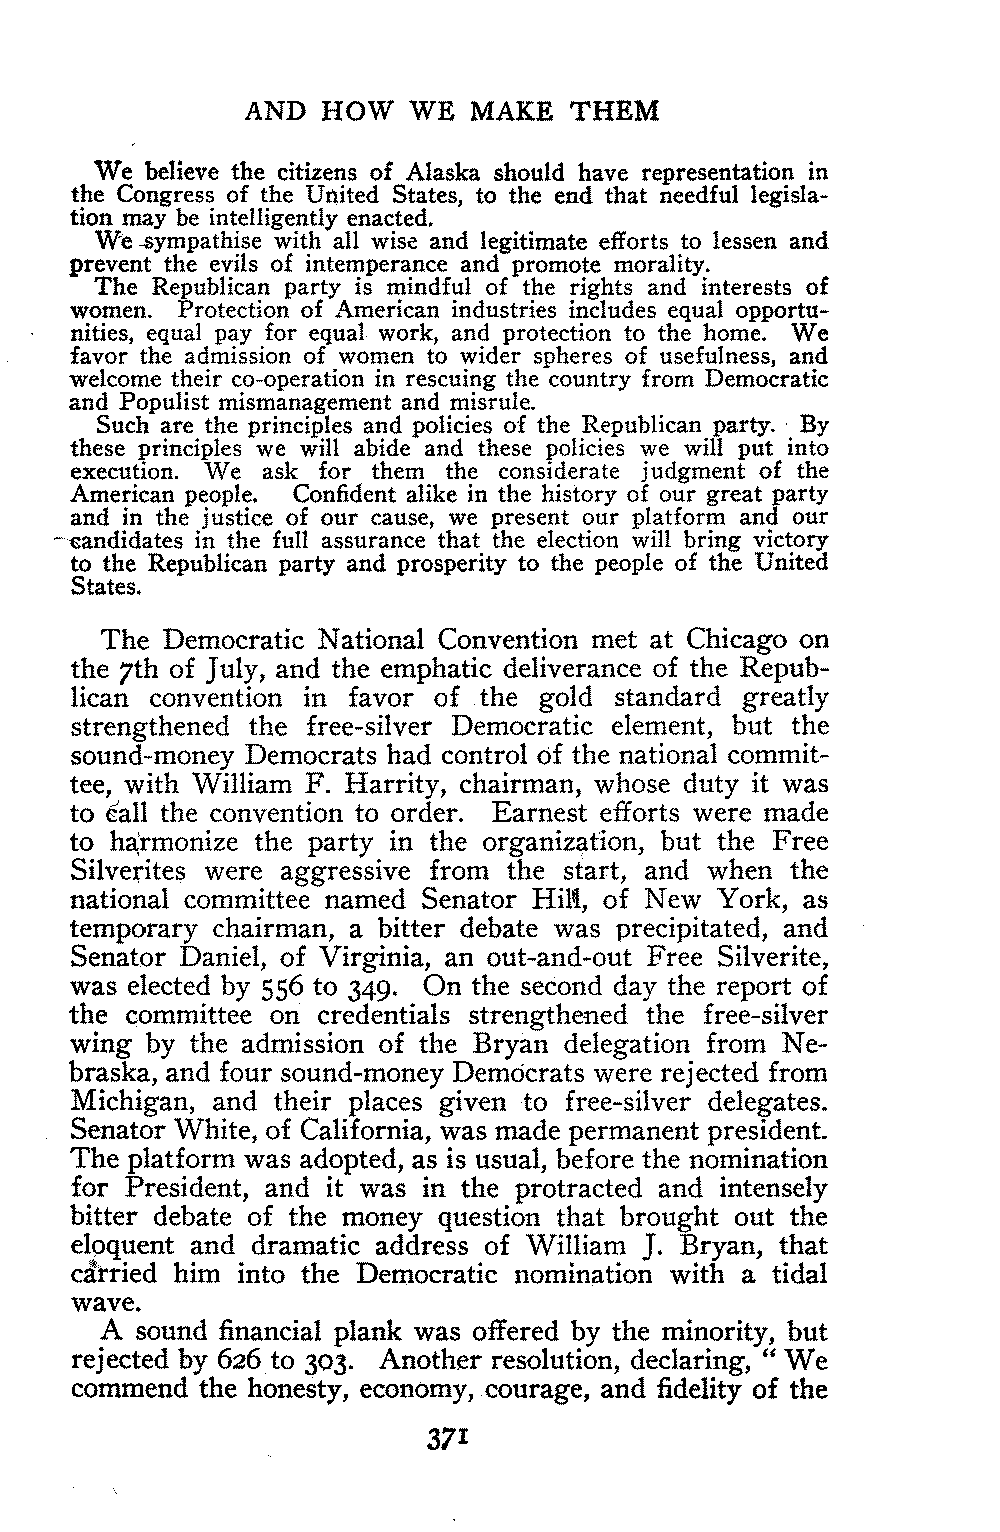 AND HOW WE MAKE THEM
We believe the citizens of Alaska should have representation in
the Congress of the United States, to the end that needful legisla-
tion may be intelligently enacted.
We sympathise with all wise and legitimate efforts to lessen and
prevent the evils of intemperance and promote morality.
The Republican party is mindful of the rights and interests of
women. Protection of American industries includes equal opportu-
nities, equal pay for equal work, and protection to the home. We
favor the admission of women to wider spheres of usefulness, and
welcome their co-operation in rescuing the country from Democratic
and Populist mismanagement and misrule.
Such are the principles and policies of the Republican party. By
these principles we will abide and these policies we will put into
execution. We ask for them the considerate judgment of the
American people. Confident alike in the history of our great party
and in the justice of our cause, we present our platform and our
candidates in the full assurance that the election will bring victory
to the Republican party and prosperity to the people of the United
States.
The Democratic National Convention met at Chicago on
the 7th of July, and the emphatic deliverance of the Repub-
lican convention in favor of the gold standard greatly
strengthened the free-silver Democratic element, but the
sound-money Democrats had control of the national commit-
tee, with William F. Harrity, chairman, whose duty it was
to call the convention to order. Earnest efforts were made
to harmonize the party in the organization, but the Free
Silverites were aggressive from the start, and when the
national committee named Senator Hill, of New York, as
temporary chairman, a bitter debate was precipitated, and
Senator Daniel, of Virginia, an out-and-out Free Silverite,
was elected by 556 to 349. On the second day the report of
the committee on credentials strengthened the free-silver
wing by the admission of the Bryan delegation from Ne-
braska, and four sound-money Democrats were rejected from
Michigan, and their places given to free-silver delegates.
Senator White, of California, was made permanent president.
The platform was adopted, as is usual, before the nomination
for President, and it was in the protracted and intensely
bitter debate of the money question that brought out the
eloquent and dramatic address of William J. Bryan, that
carried him into the Democratic nomination with a tidal
wave.
A sound financial plank was offered by the minority, but
rejected by 626 to 303. Another resolution, declaring, " We
commend the honesty, economy, courage, and fidelity of the
371